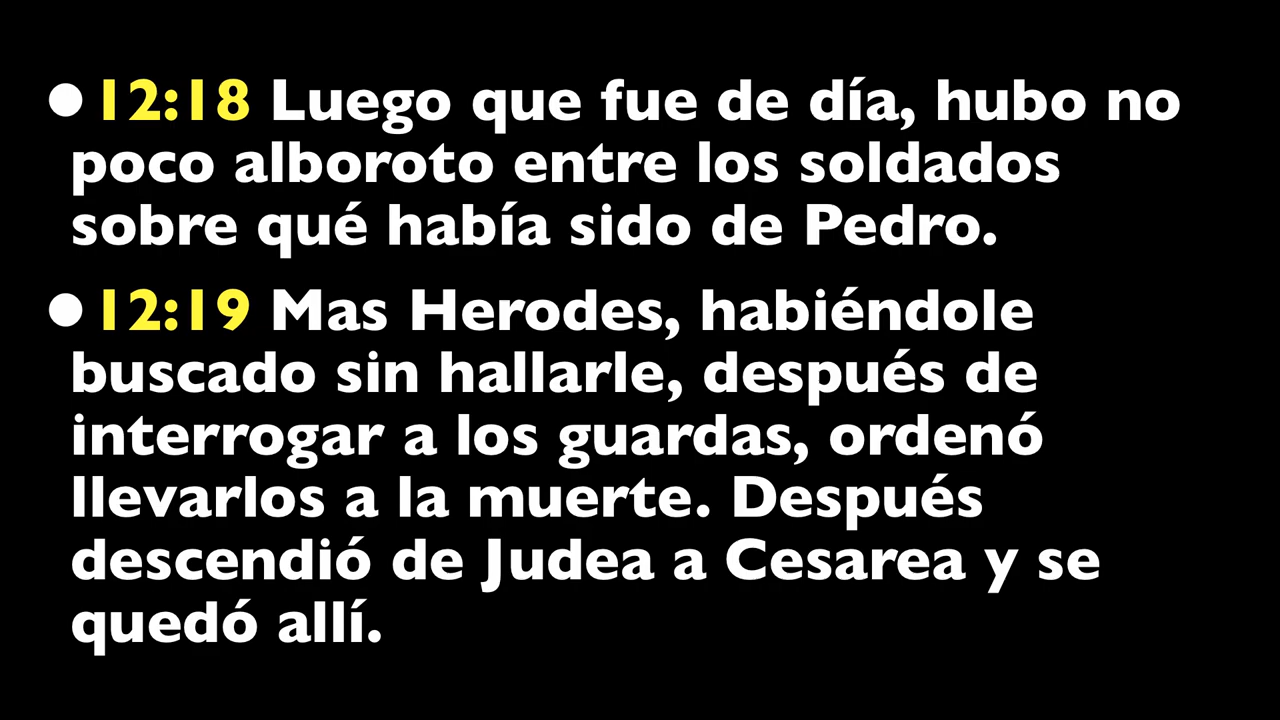 ● 12:18 Luego que fue de día, hubo no
poco alboroto entre los soldados
sobre qué había sido de Pedro.
● 12:19 Mas Herodes, habiéndole
buscado sin hallarle, después de
interrogar a los guardas, ordenó
llevarlos a la muerte. Después
descendió de Judea a Cesarea y se
quedó allí.